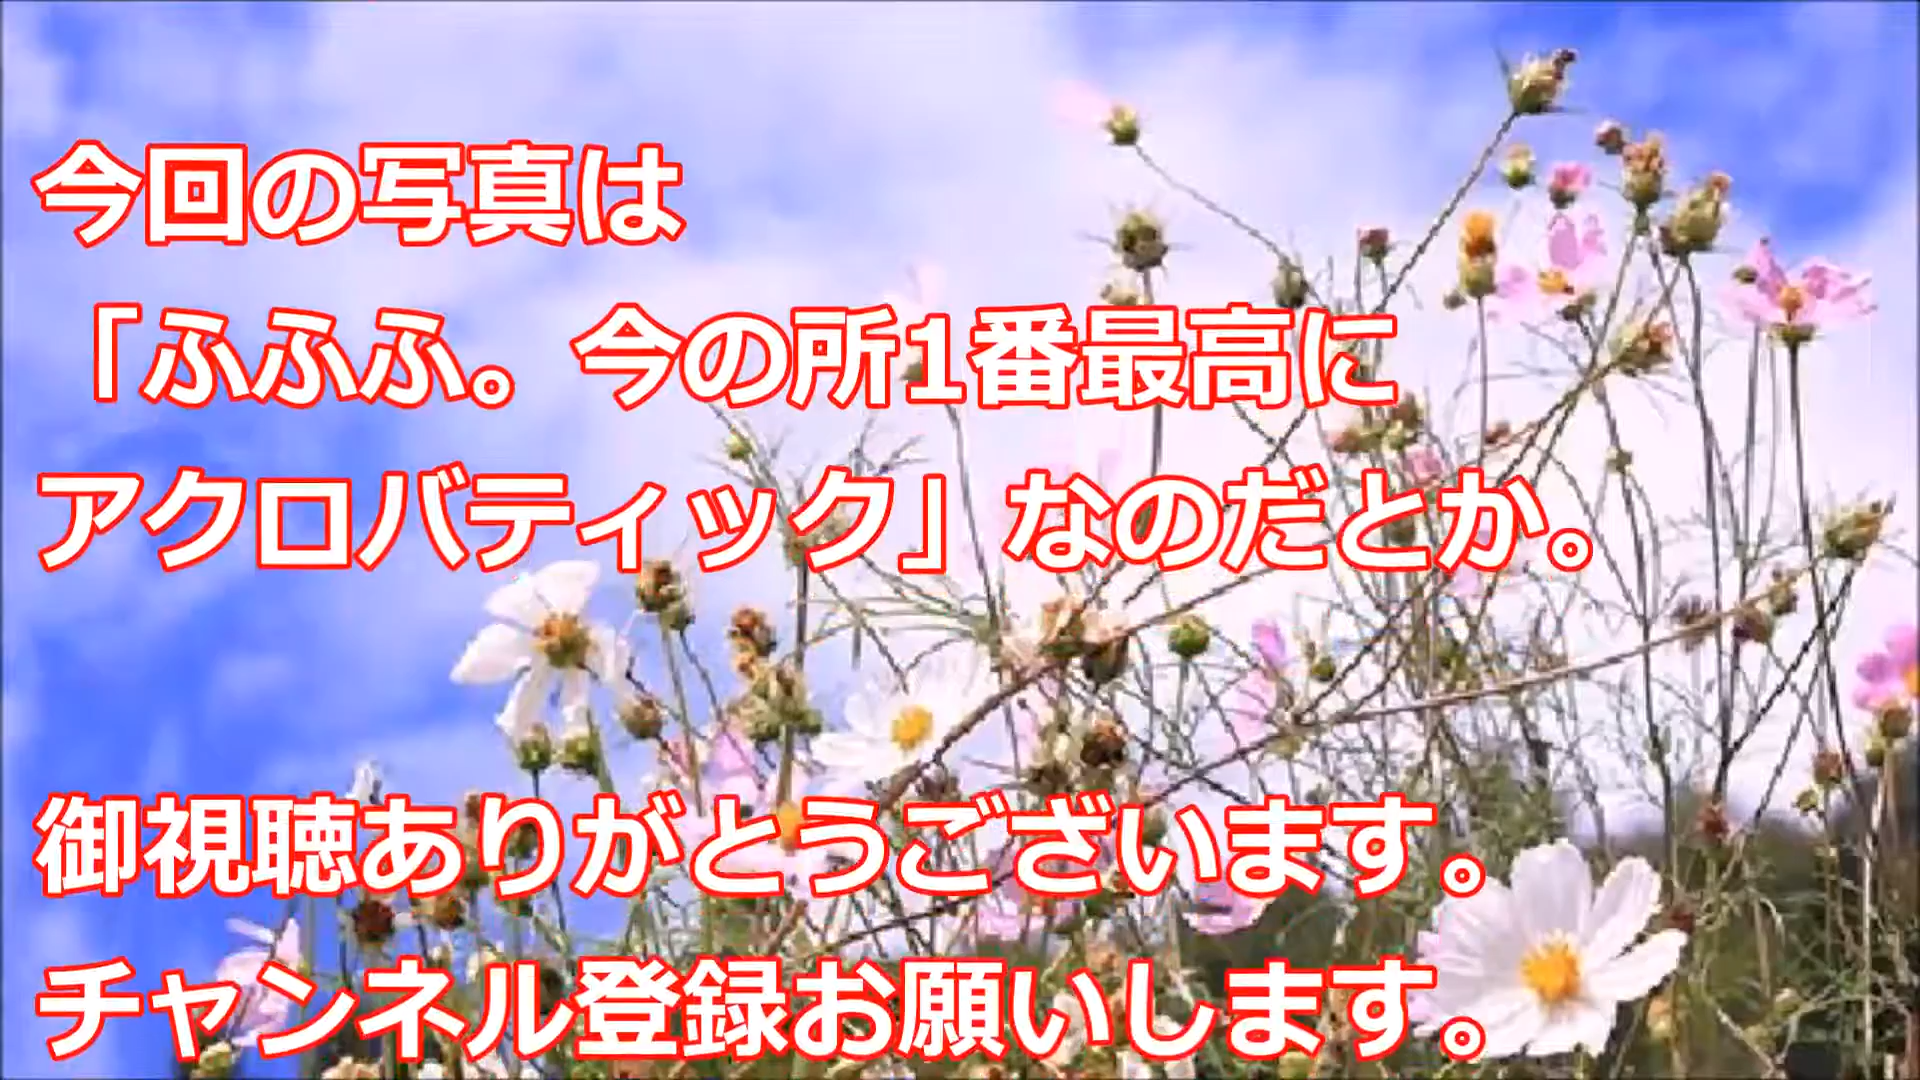 今回の写真は
「ふふふ。今の所1番最高に
アクロバティック」なのだとか。
御視聴ありがとうございます。
チャンネル登録お願いします。